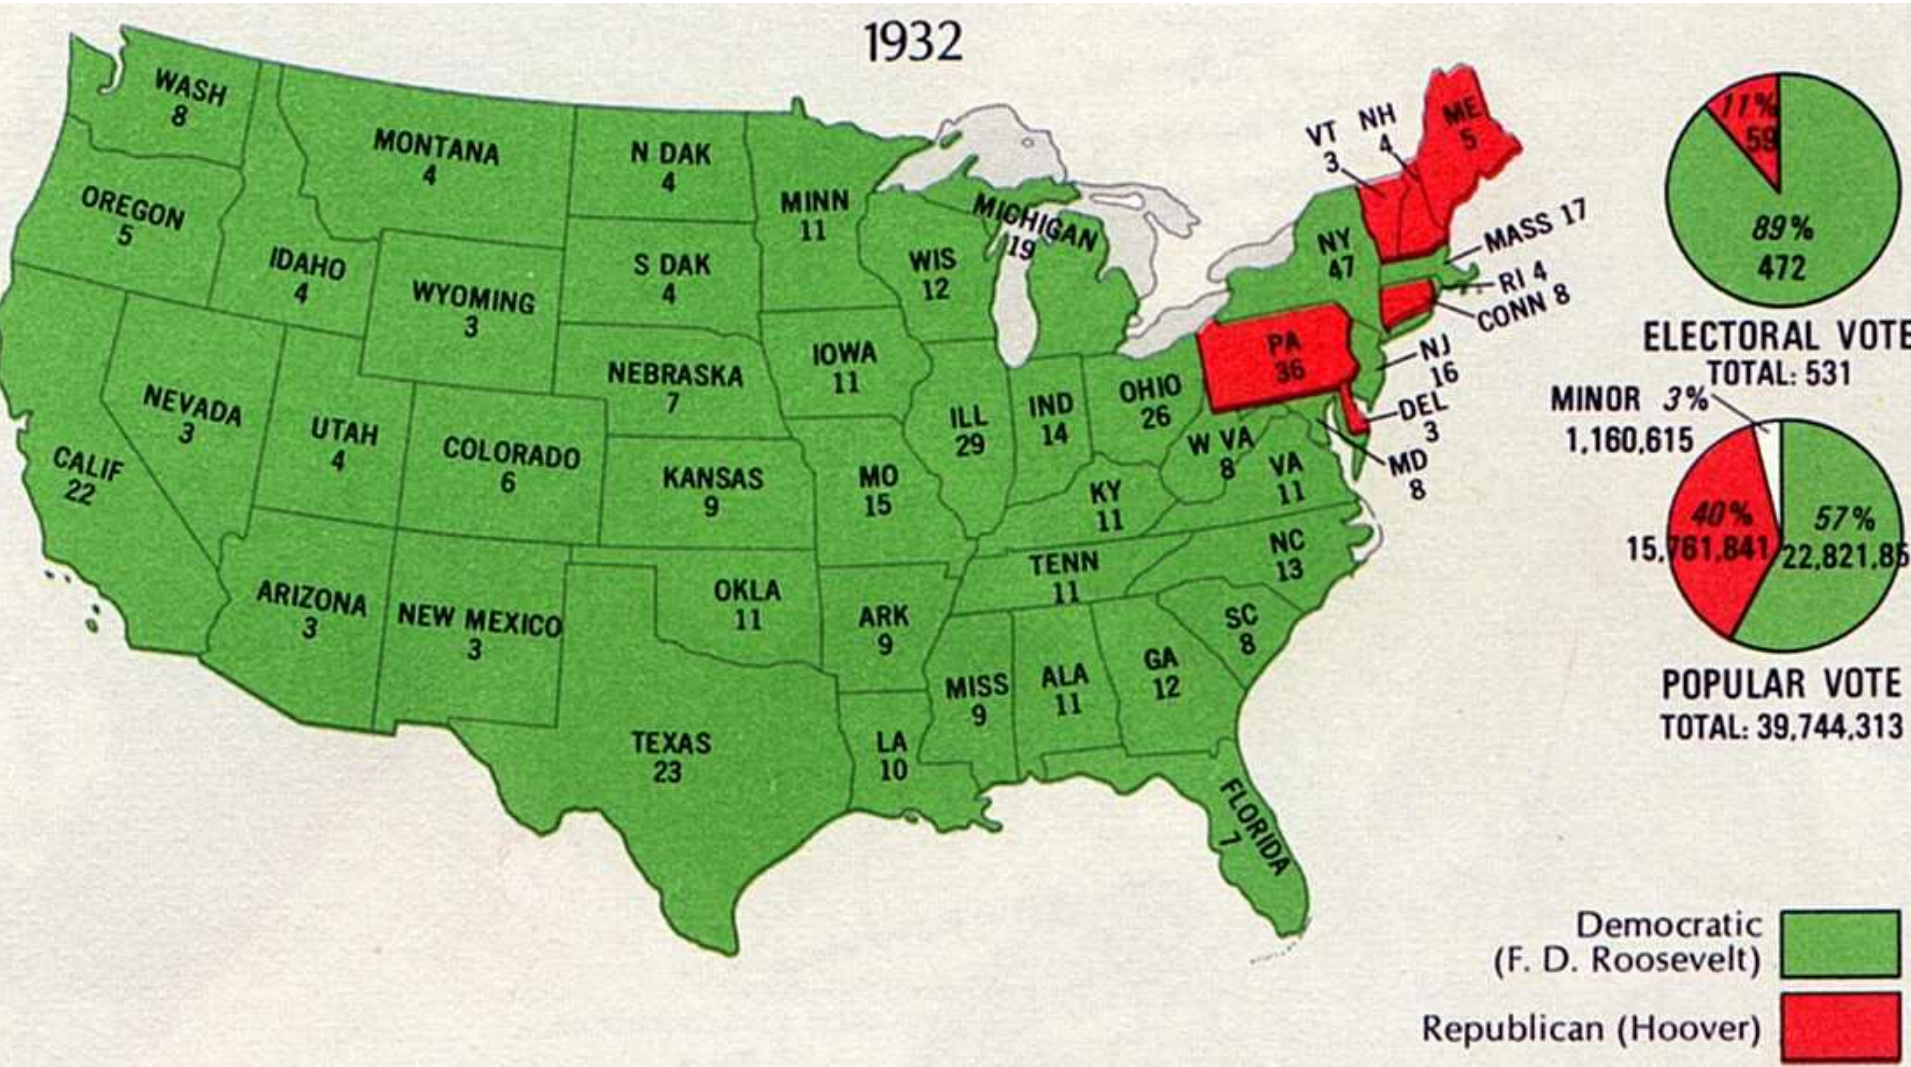 1932
WASH
8
OREGON
5
CALIF
22
NEVADA
3
IDAHO
4
MONTANA
4
WYOMING
3
UTAH
4
COLORADO
6
ARIZONA
3
NEW MEXICO
3
N DAK
4
S DAK
4
NEBRASKA
7
KANSAS
9
OKLA
11
TEXAS
23
MINN
11
IOWA
11
MO
15
ARK
9
LA
10
WIS
12
MICHIGAN
19
ILL
29
IND
14
OHIO
26
KY
11
TENN
11
MISS
9
ALA
11
GA
12
FLORIDA
7
SC
8
NC
13
VA
11
W VA
8
PA
36
NY
47
VT
3
NH
4
ME
5
MASS 17
RI 4
CONN 8
NJ
16
DEL
3
MD
8
11%
59
89%
472
ELECTORAL VOTE
TOTAL: 531
MINOR 3%
1,160,615
40%
15,761,841
57%
22,821,85
POPULAR VOTE
TOTAL: 39,744,313
Democratic
(F. D. Roosevelt)
Republican (Hoover)